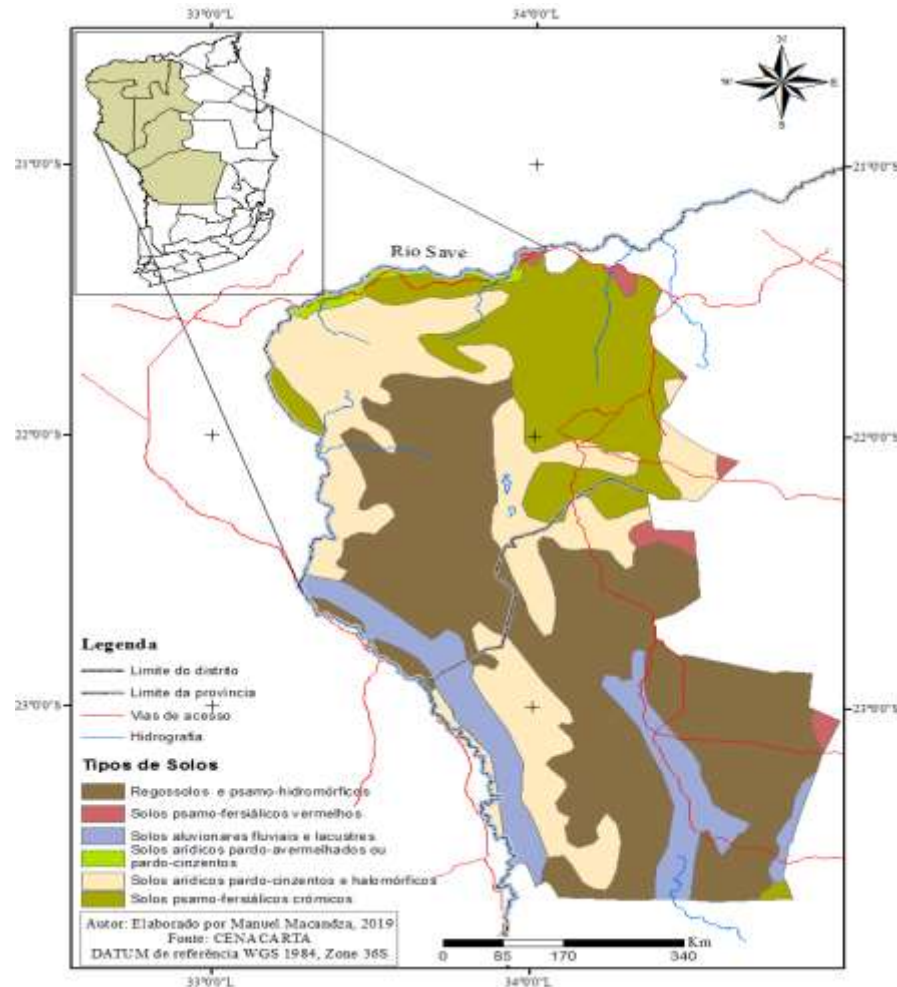 33°0'0"L 34°0'0"L
N
W E
S
21°0'0"S 21°0'0"S
Rio Save
22°0'0"S 22°0'0"S
23°0'0"S 23°0'0"S
Legenda
Limite do distrito
Limite da província
Vias de acesso
Hidrografia
Tipos de Solos
Regossolos e psamo-hidromórficos
Solos psamo-fersiálicos vermelhos
Solos aluvionares fluviais e lacustres
Solos arídicos pardo-avermelhados ou
pardo-cinzentos
Solos arídicos pardo-cinzentos e halomórficos
Solos psamo-fersiálicos crómicos
Autor: Elaborado por Manuel Macandza, 2019
Fonte: CENACARTA
DATUM de referência WGS 1984, Zone 36S
Km
0 85 170 340
33°0'0"L 34°0'0"L